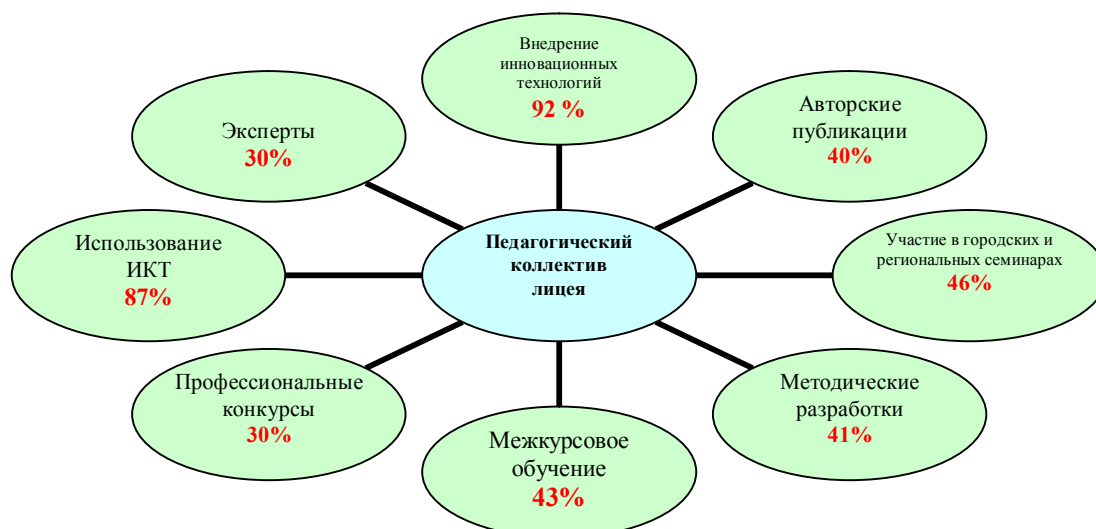 Внедрение
инновационных
технологий
92 %
Авторские
публикации
40%
Эксперты
30%
Использование
ИКТ
87%
Педагогический
коллектив
лицея
Участие в городских и
региональных семинарах
46%
Профессиональные
конкурсы
30%
Межкурсовое
обучение
43%
Методические
разработки
41%